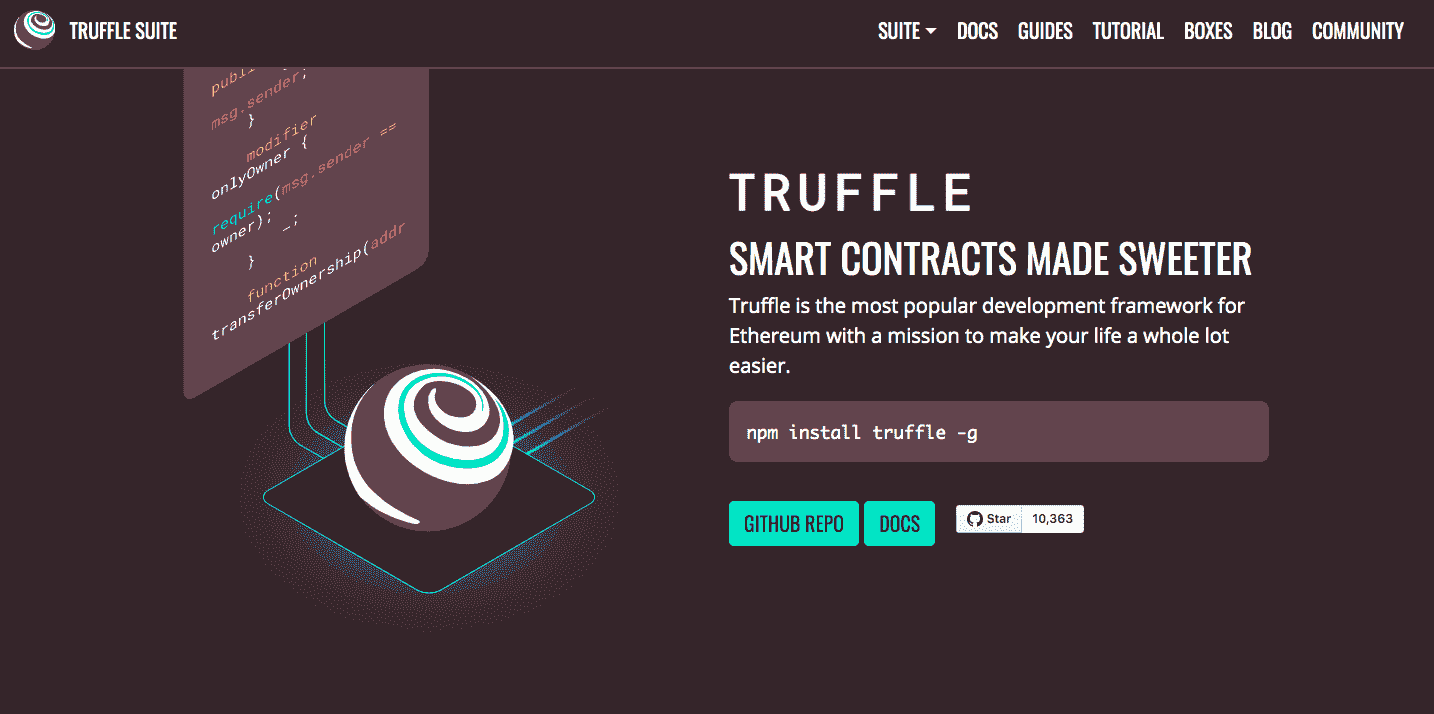 TRUFFLE SUITE
SUITE DOCS GUIDES TUTORIAL BOXES BLOG COMMUNITY
msg.sender;
}
modifier
onlyOwner {
require(msg.sender ==
owner); _;
}
function
transferOwnership(addr
TRUFFLE
SMART CONTRACTS MADE SWEETER
Truffle is the most popular development framework for
Ethereum with a mission to make your life a whole lot
easier.
npm install truffle -g
GITHUB REPO DOCS Star 10,363